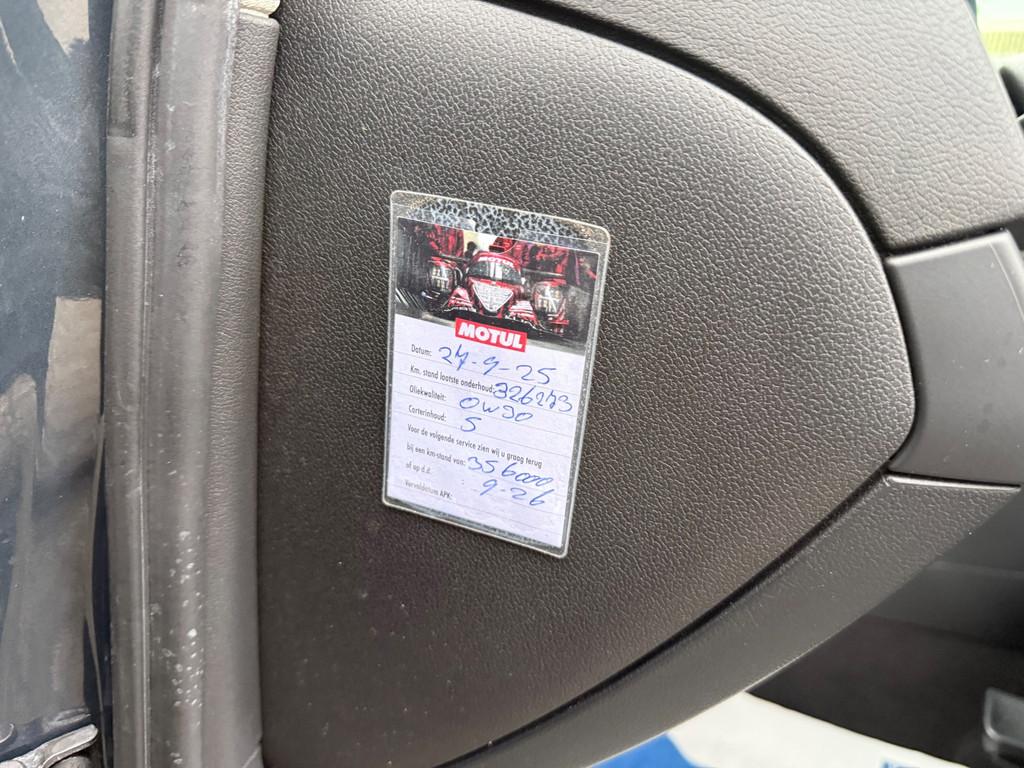 MOTUL
Datum: 24-9-25
Km. stand laatste onderhoud: 326273
Oliekwaliteit: 0W30
Carterinhoud: 5
Voor de volgende service zien wij u graag terug
bij een km-stand van: 356000
of op d.d. 9-26
Vervaldatum APK: